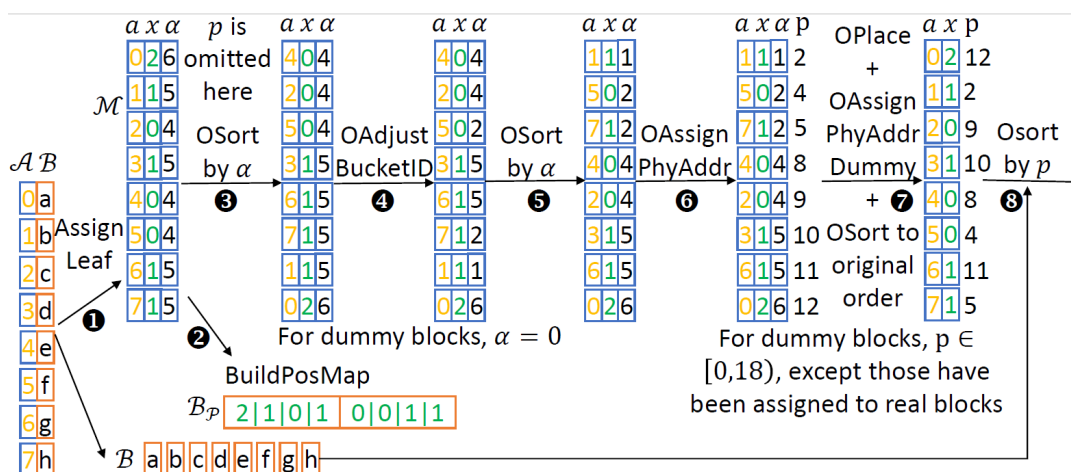 𝒜 ℬ
0 a
1 b
2 c
3 d
4 e
5 f
6 g
7 h
Assign
Leaf
❶
ℳ
a x α
0 2 6
1 1 5
2 0 4
3 1 5
4 0 4
5 0 4
6 1 5
7 1 5
p is
omitted
here
OSort
by α
❸
a x α
4 0 4
2 0 4
5 0 4
3 1 5
6 1 5
7 1 5
1 1 5
0 2 6
OAdjust
BucketID
❹
a x α
4 0 4
2 0 4
5 0 2
3 1 5
6 1 5
7 1 2
1 1 1
0 2 6
For dummy blocks, α = 0
OSort
by α
❺
a x α
1 1 1
5 0 2
7 1 2
4 0 4
2 0 4
3 1 5
6 1 5
0 2 6
OAssign
PhyAddr
❻
a x α p
1 1 1 2
5 0 2 4
7 1 2 5
4 0 4 8
2 0 4 9
3 1 5 10
6 1 5 11
0 2 6 12
OPlace
+
OAssign
PhyAddr
Dummy
+ ❼
OSort to
original
order
a x p
0 2 12
1 1 2
2 0 9
3 1 10
4 0 8
5 0 4
6 1 11
7 1 5
Osort
by p
❽
For dummy blocks, p ∈
[0,18), except those have
been assigned to real blocks
❷
BuildPosMap
ℬ𝒫 2|1|0|1 0|0|1|1
ℬ a b c d e f g h